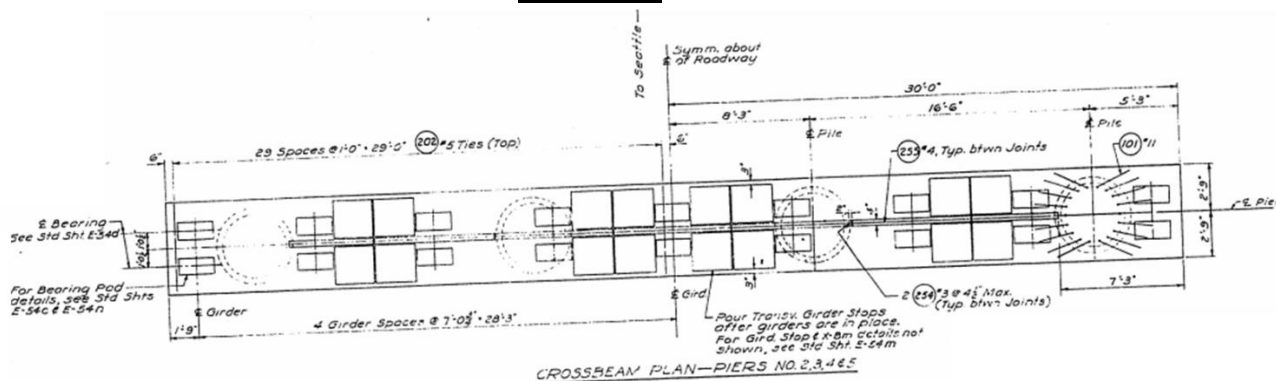 To Seattle
Symm. about
℄ of Roadway
30'-0"
8'-3"
16'-6"
5'-3"
℄ Pile
℄ Pile
6"
29 Spaces @ 1'-0" = 29'-0" (202) #5 Ties (Top)
6"
(255) #4, Typ. btwn Joints
(101) #11
3"
2'-9"
2'-9"
℄ Pier
℄ Bearing
See Std Sht E-54d
For Bearing Pad
details, see Std Shts
E-54c & E-54n
℄ Girder
1'-9"
4 Girder Spaces @ 7'-0¾" = 28'-3"
℄ Gird
3"
Pour Transv. Girder Stops
after girders are in place.
For Gird. Stop & X-Bm details not
shown, see Std Sht. E-54m
2 (254) #3 @ 4½" Max.
(Typ. btwn Joints)
7'-3"
CROSSBEAM PLAN—PIERS NO. 2,3,4 & 5